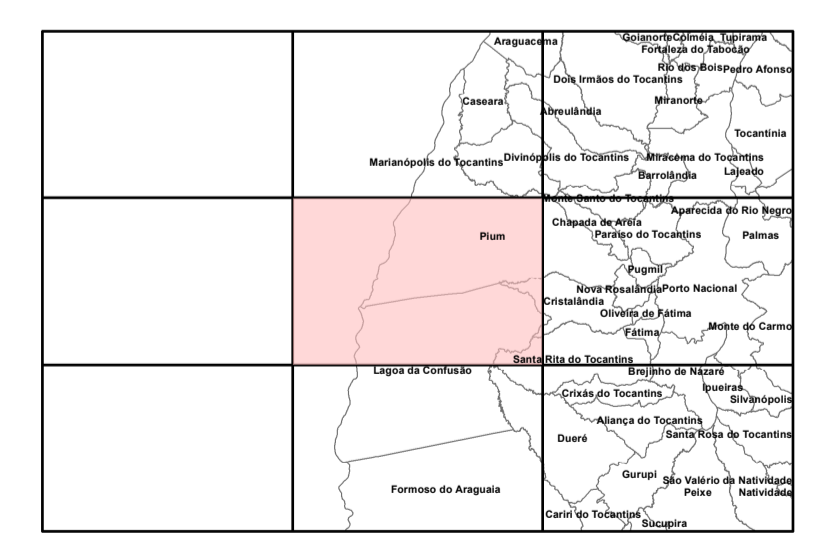 Araguacema
Goianorte
Colméia
Tupirama
Fortaleza do Tabocão
Rio dos Bois
Pedro Afonso
Dois Irmãos do Tocantins
Caseara
Miranorte
Abreulândia
Tocantínia
Marianópolis do Tocantins
Divinópolis do Tocantins
Miracema do Tocantins
Barrolândia
Lajeado
Monte Santo do Tocantins
Aparecida do Rio Negro
Chapada de Areia
Pium
Paraíso do Tocantins
Palmas
Pugmil
Nova Rosalândia
Porto Nacional
Cristalândia
Oliveira de Fátima
Fátima
Monte do Carmo
Santa Rita do Tocantins
Lagoa da Confusão
Brejinho de Nazaré
Ipueiras
Crixás do Tocantins
Silvanópolis
Aliança do Tocantins
Dueré
Santa Rosa do Tocantins
Gurupi
São Valério da Natividade
Formoso do Araguaia
Peixe
Natividade
Cariri do Tocantins
Sucupira